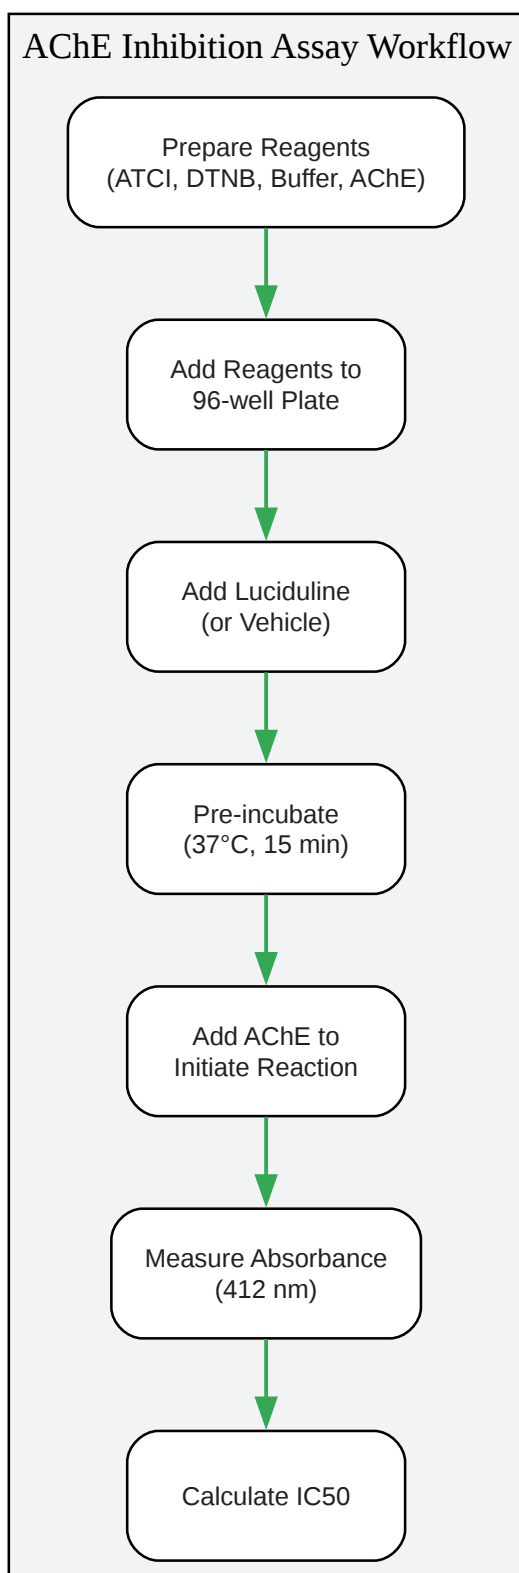 AChE Inhibition Assay Workflow
Prepare Reagents
(ATCI, DTNB, Buffer, AChE)
Add Reagents to
96-well Plate
Add Luciduline
(or Vehicle)
Pre-incubate
(37°C, 15 min)
Add AChE to
Initiate Reaction
Measure Absorbance
(412 nm)
Calculate IC50